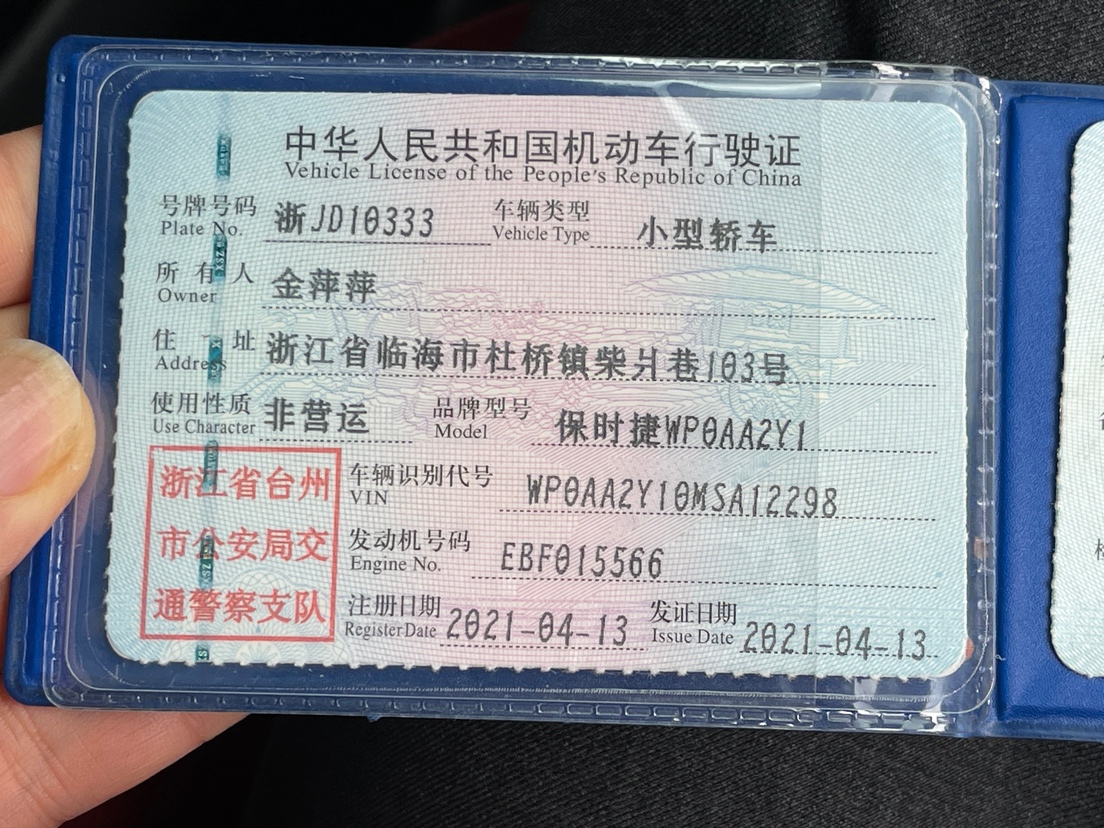 中华人民共和国机动车行驶证
Vehicle License of the People's Republic of China
号牌号码 浙JD10333 车辆类型 小型轿车
Plate No. Vehicle Type
所有人 金萍萍
Owner
住址 浙江省临海市杜桥镇柴爿巷103号
Address
使用性质 非营运 品牌型号 保时捷WP0AA2Y1
Use Character Model
浙江省台州
市公安局交
通警察支队
车辆识别代号 WP0AA2Y10MSA12298
VIN
发动机号码 EBF015566
Engine No.
注册日期 2021-04-13 发证日期 2021-04-13
Register Date Issue Date